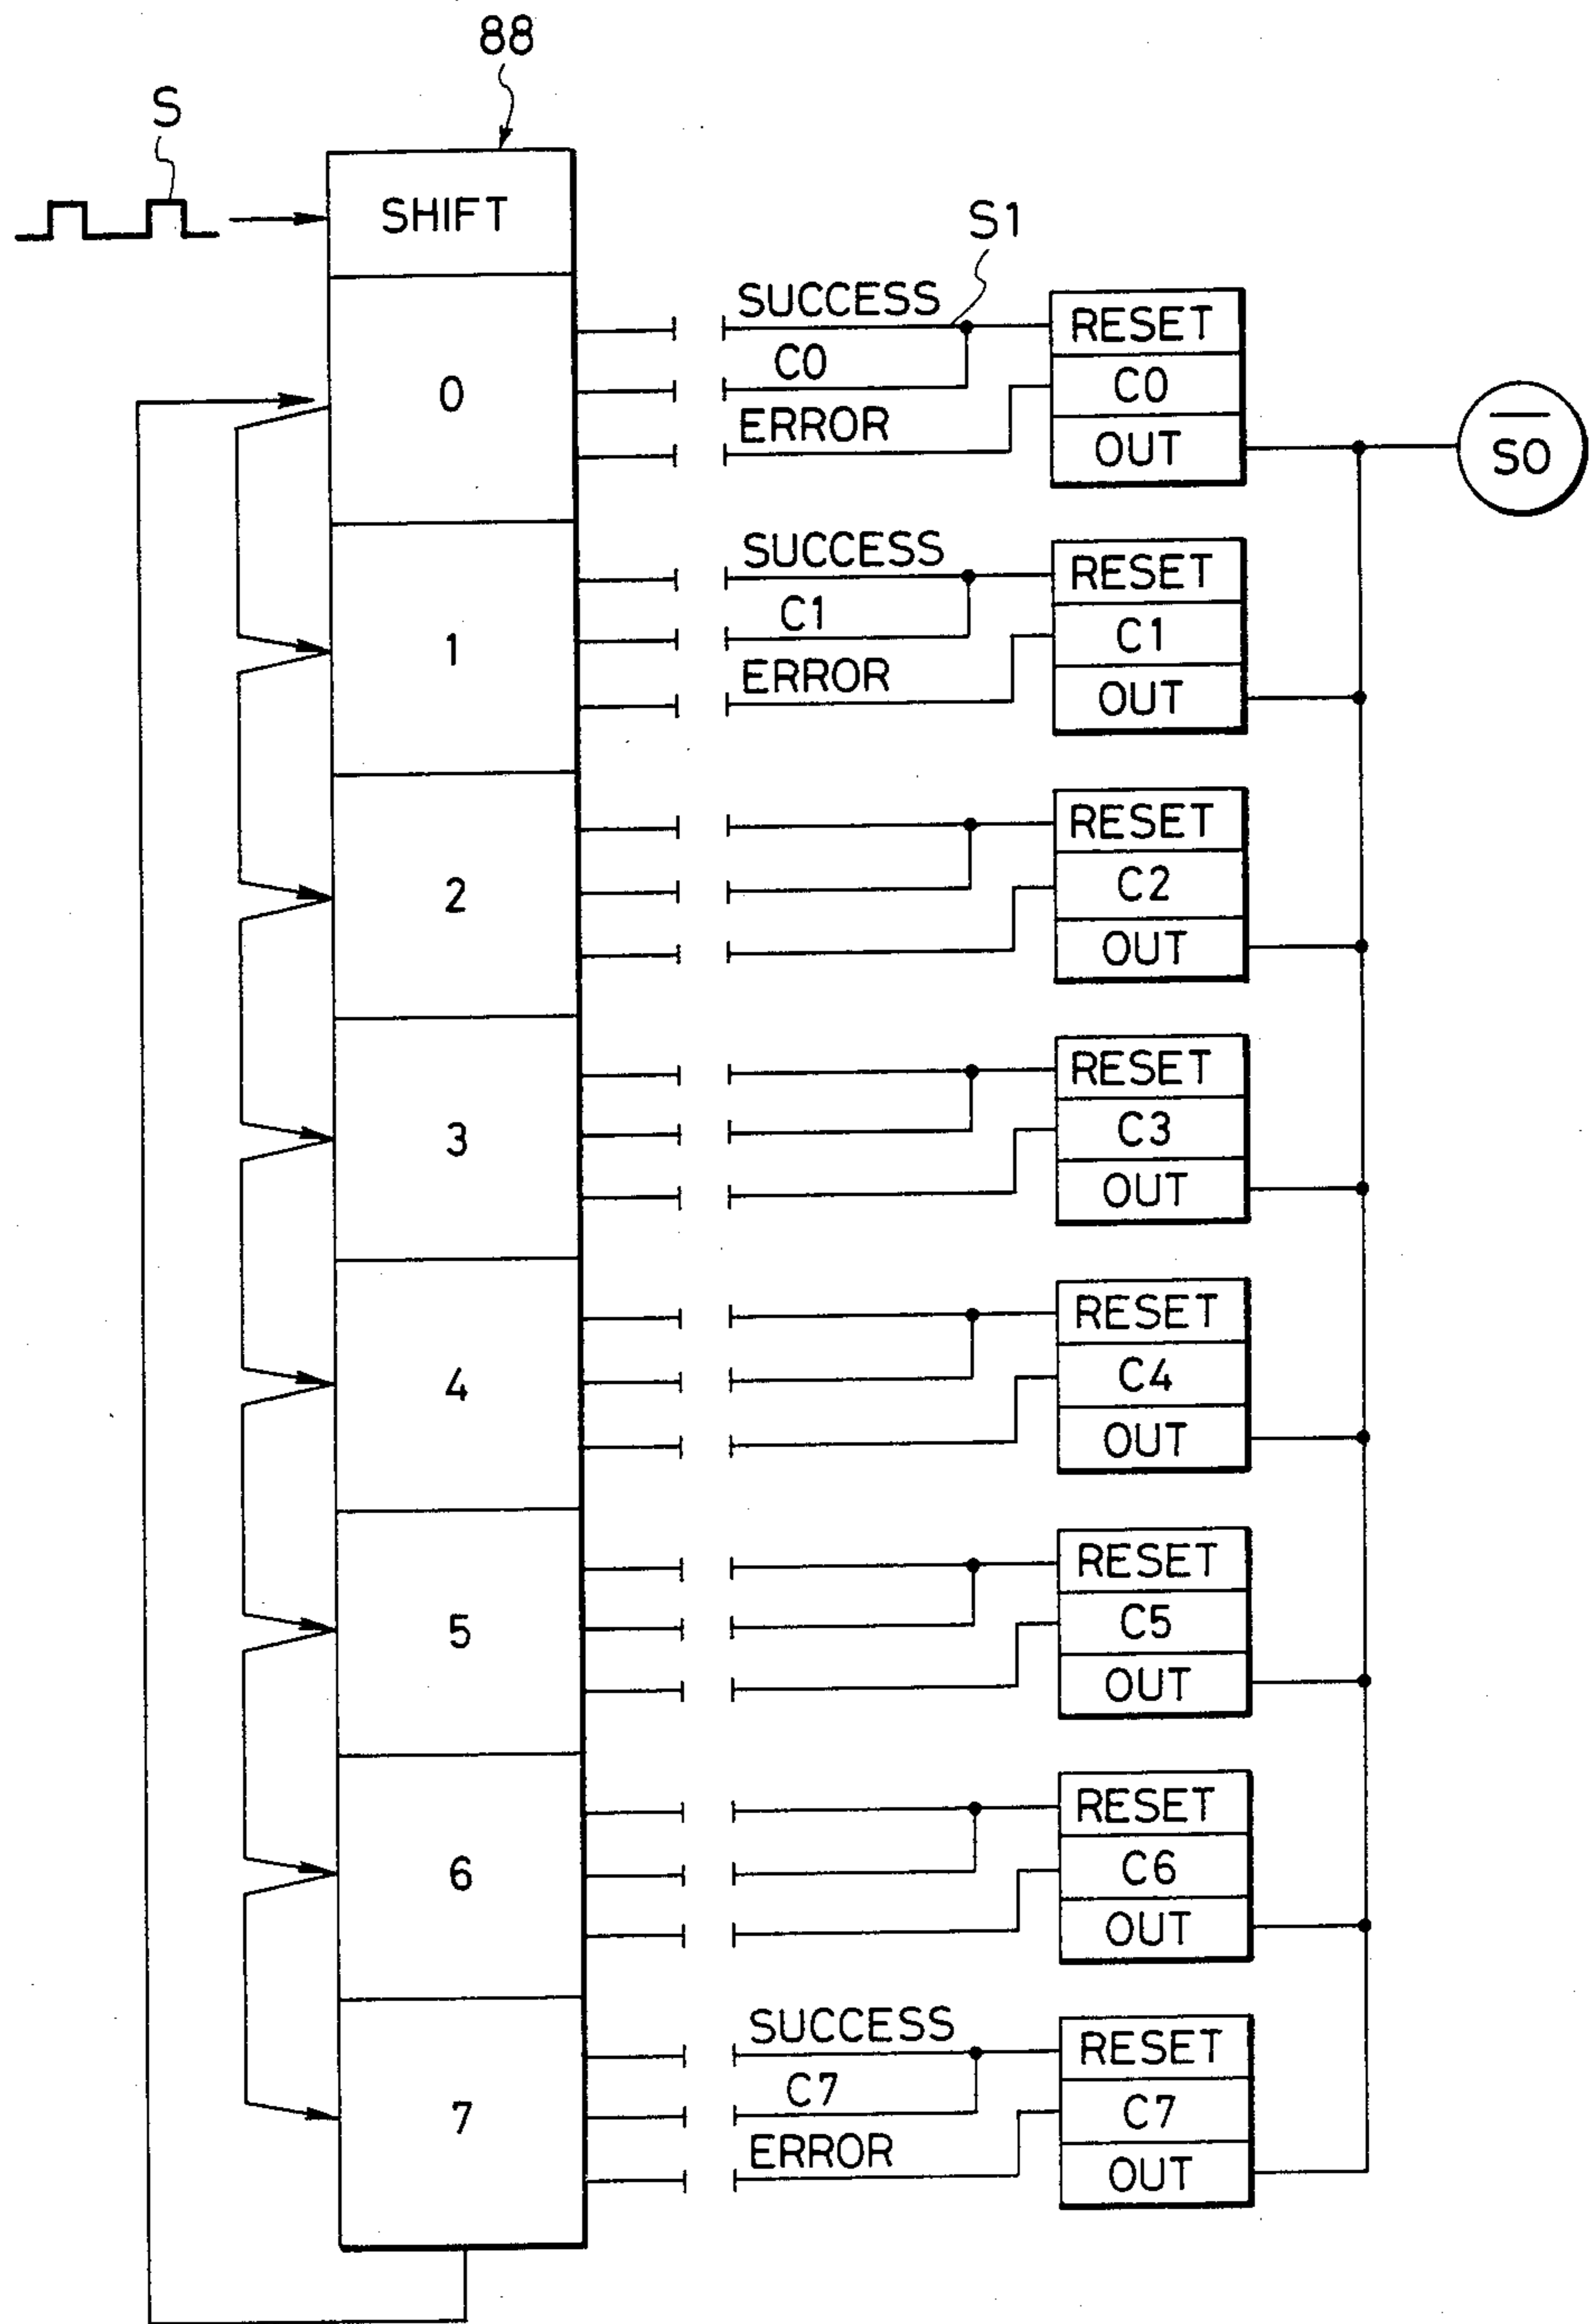 88
S
SHIFT
S1
SUCCESS
RESET
0
C0
C0
ERROR
OUT
S̅O̅
SUCCESS
RESET
1
C1
C1
ERROR
OUT
RESET
2
C2
OUT
RESET
3
C3
OUT
RESET
4
C4
OUT
RESET
5
C5
OUT
RESET
6
C6
OUT
SUCCESS
RESET
7
C7
C7
ERROR
OUT